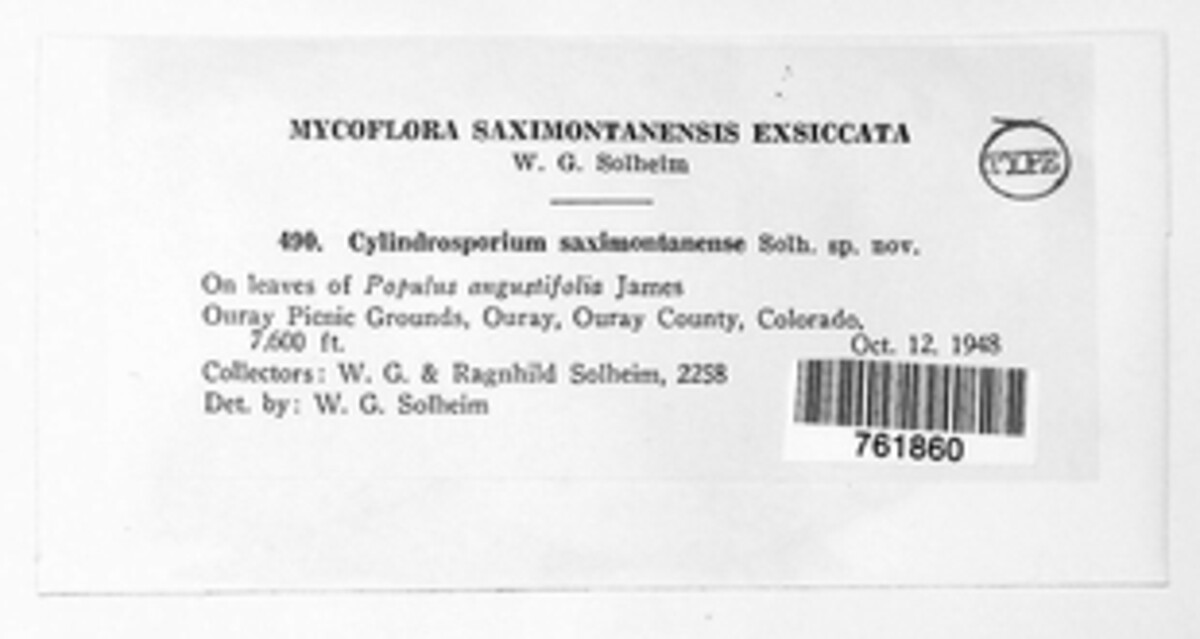 MYCOFLORA SAXIMONTANENSIS EXSICCATA
W. G. Solheim
TYPE
490. Cylindrosporium saximontanense Solh. sp. nov.
On leaves of Populus angustifolia James
Ouray Picnic Grounds, Ouray, Ouray County, Colorado.
7,600 ft. Oct. 12, 1948
Collectors: W. G. & Ragnhild Solheim, 2258
Det. by: W. G. Solheim
761860